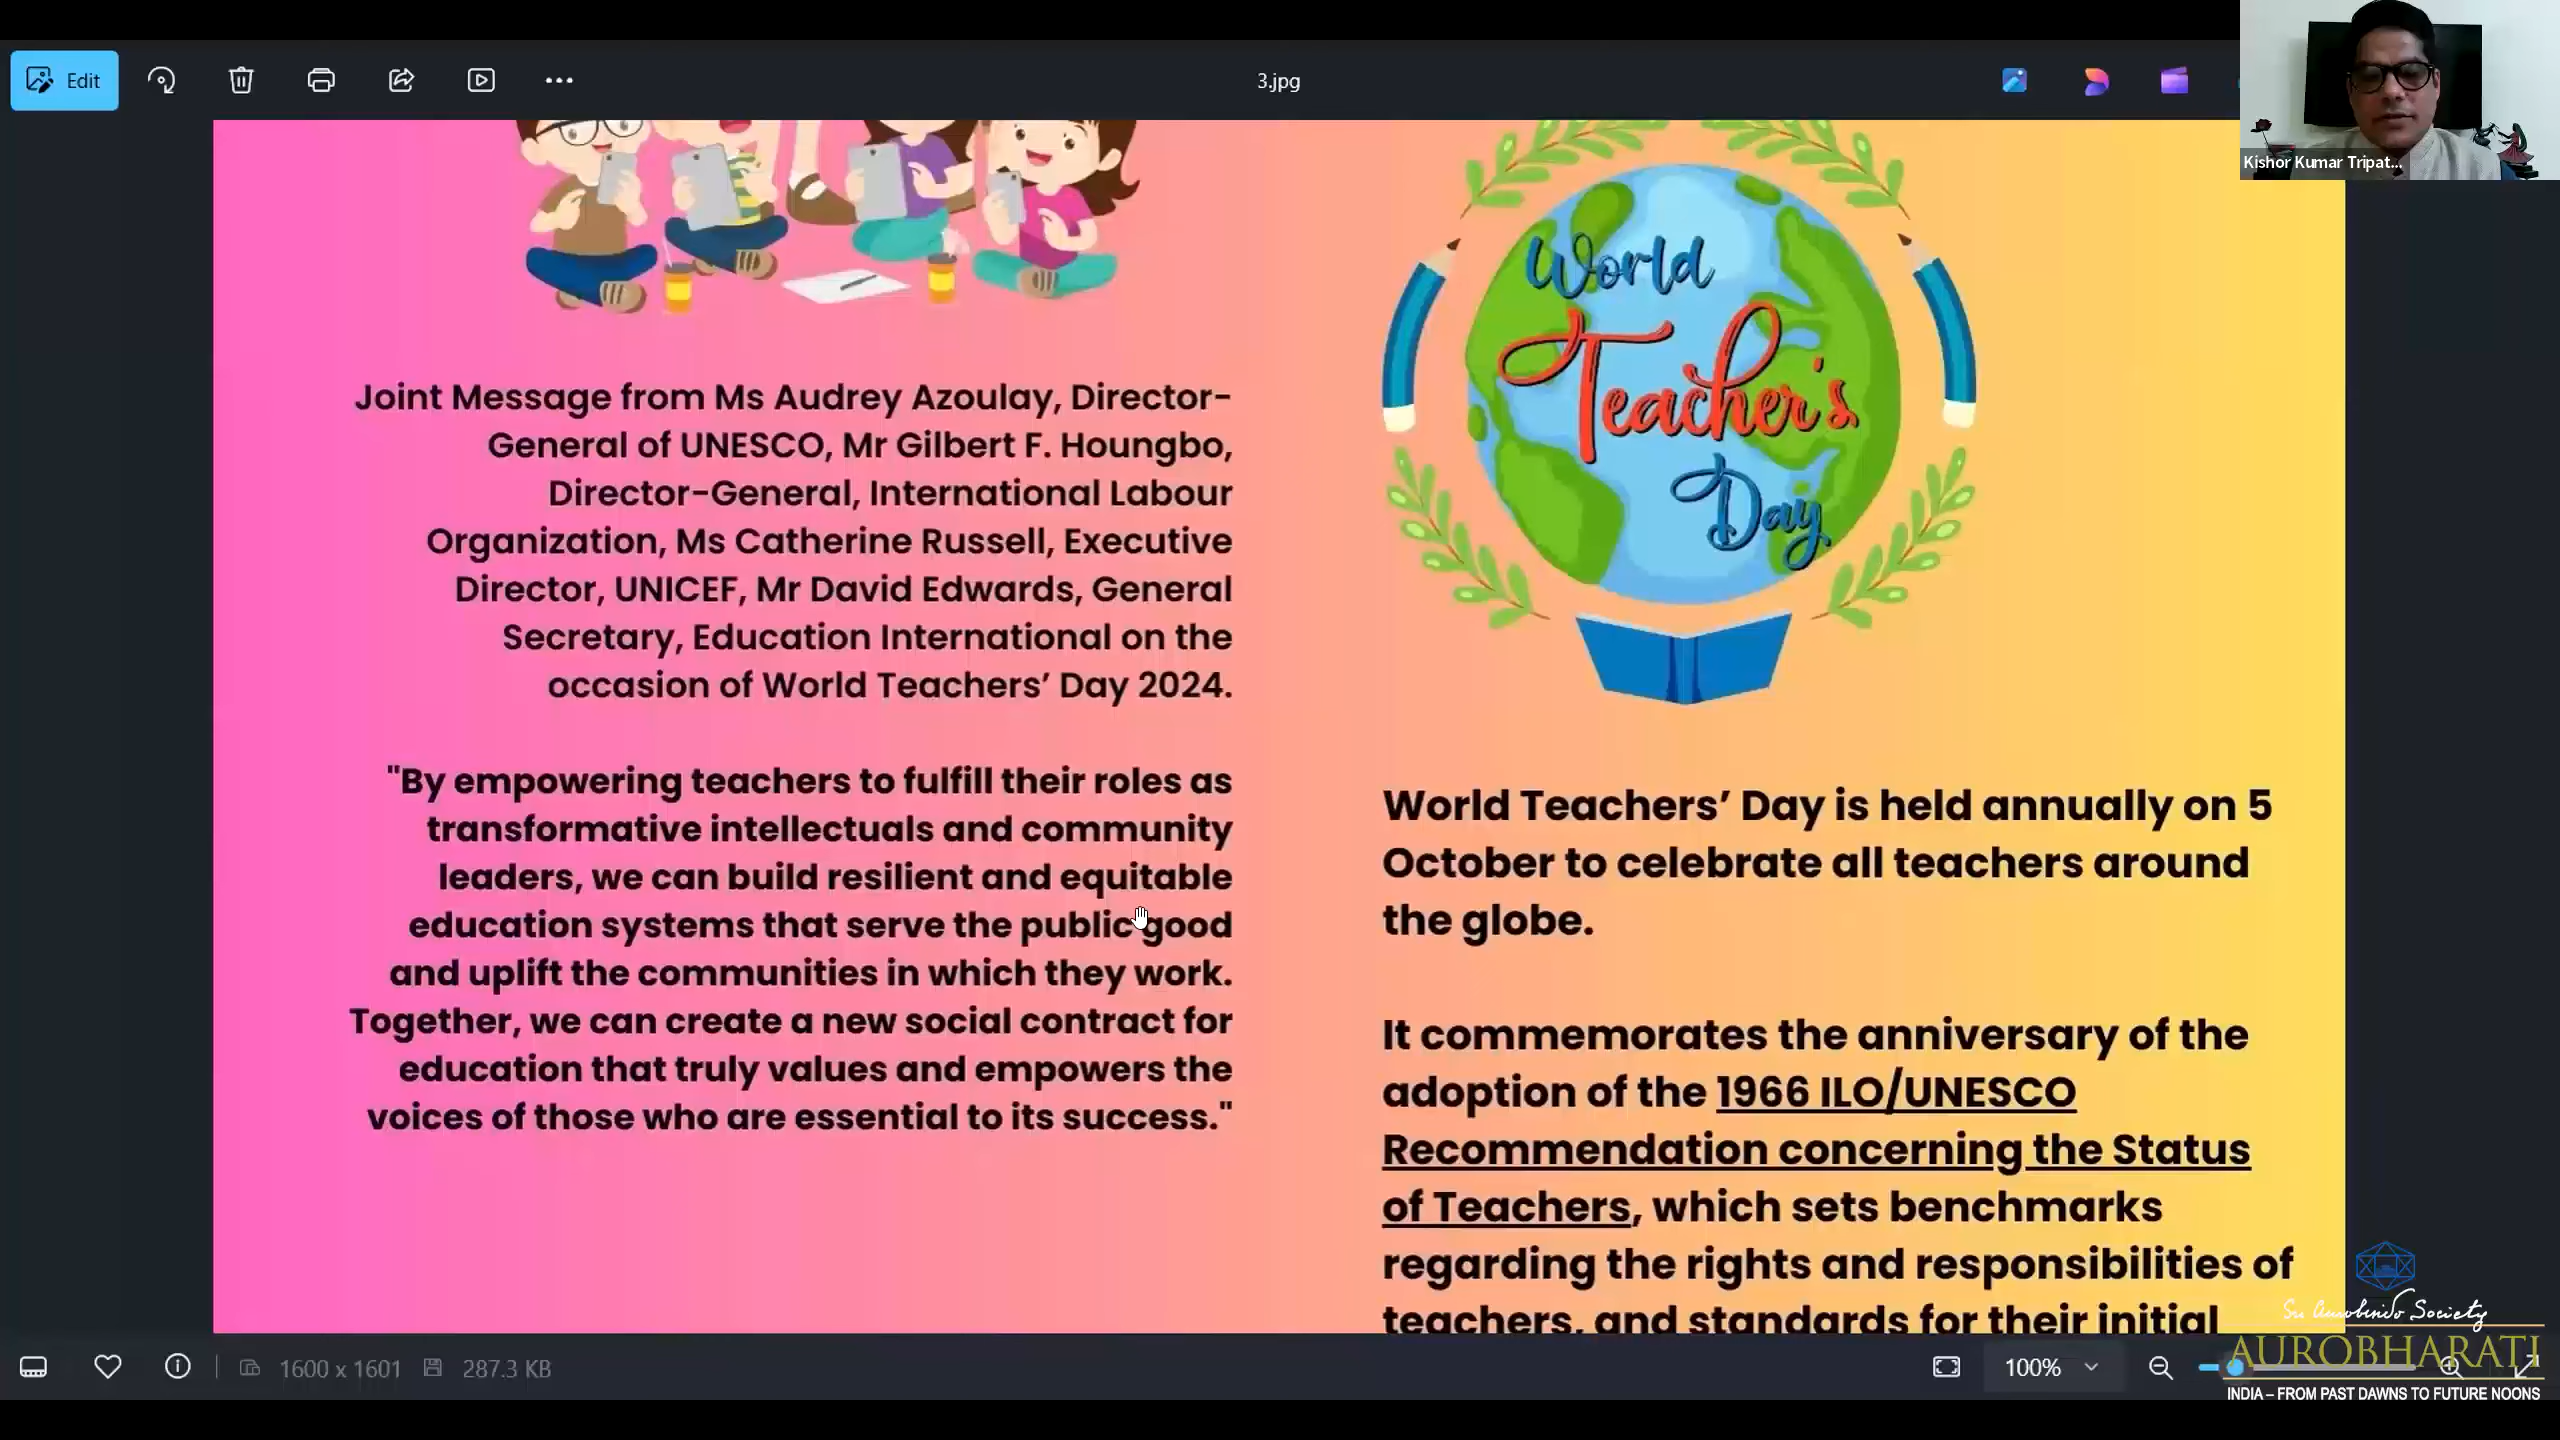 Edit
3.jpg
Kishor Kumar Tripat...
Joint Message from Ms Audrey Azoulay, Director-
General of UNESCO, Mr Gilbert F. Houngbo,
Director-General, International Labour
Organization, Ms Catherine Russell, Executive
Director, UNICEF, Mr David Edwards, General
Secretary, Education International on the
occasion of World Teachers’ Day 2024.
"By empowering teachers to fulfill their roles as
transformative intellectuals and community
leaders, we can build resilient and equitable
education systems that serve the public good
and uplift the communities in which they work.
Together, we can create a new social contract for
education that truly values and empowers the
voices of those who are essential to its success."
World
Teacher's
Day
World Teachers’ Day is held annually on 5
October to celebrate all teachers around
the globe.
It commemorates the anniversary of the
adoption of the 1966 ILO/UNESCO
Recommendation concerning the Status
of Teachers, which sets benchmarks
regarding the rights and responsibilities of
teachers, and standards for their initial
1600 x 1601
287.3 KB
100%
Sri Aurobindo Society
AUROBHARATI
INDIA – FROM PAST DAWNS TO FUTURE NOONS